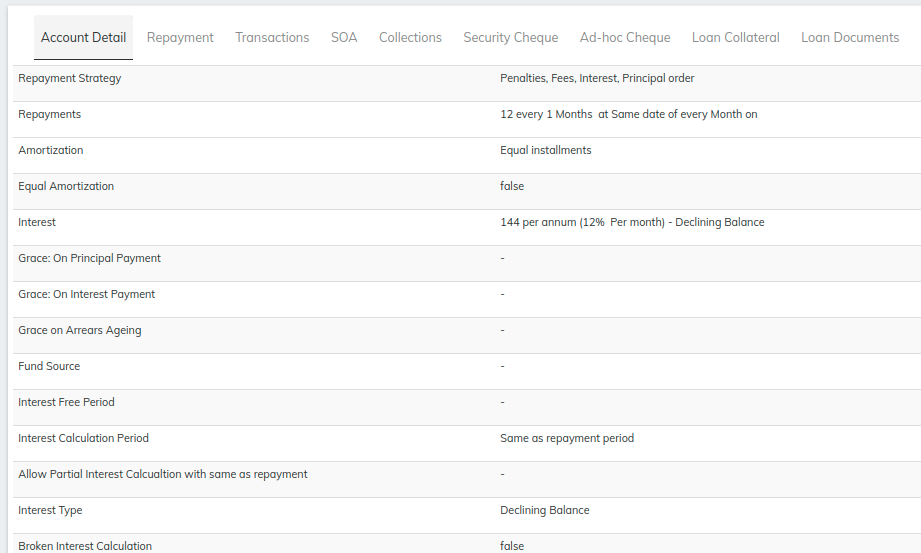 Account Detail Repayment Transactions SOA Collections Security Cheque Ad-hoc Cheque Loan Collateral Loan Documents
Repayment Strategy Penalties, Fees, Interest, Principal order
Repayments 12 every 1 Months at Same date of every Month on
Amortization Equal installments
Equal Amortization false
Interest 144 per annum (12% Per month) - Declining Balance
Grace: On Principal Payment -
Grace: On Interest Payment -
Grace on Arrears Ageing -
Fund Source -
Interest Free Period -
Interest Calculation Period Same as repayment period
Allow Partial Interest Calcualtion with same as repayment -
Interest Type Declining Balance
Broken Interest Calculation false